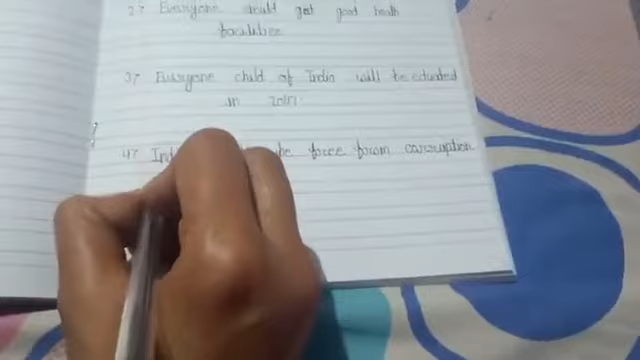 2? Everyone should get good health
facilities
3? Everyone child of India will be educated
in 2047.
4? be free from corruption